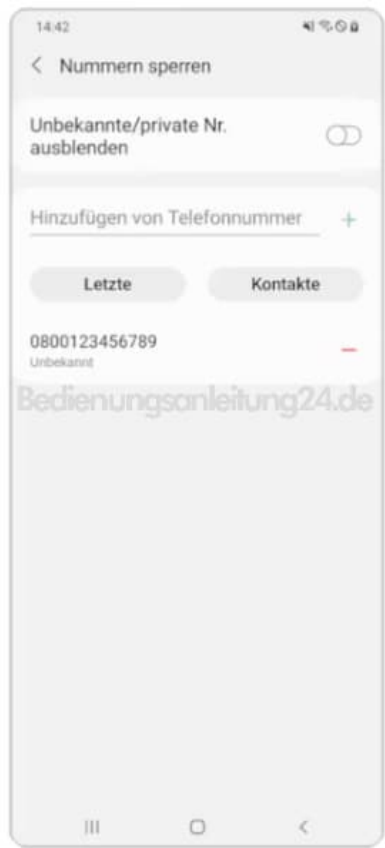 14:42
Nummern sperren
Unbekannte/private Nr.
ausblenden
Hinzufügen von Telefonnummer
Letzte
Kontakte
0800123456789
Unbekannt
Bedienungsanleitung24.de